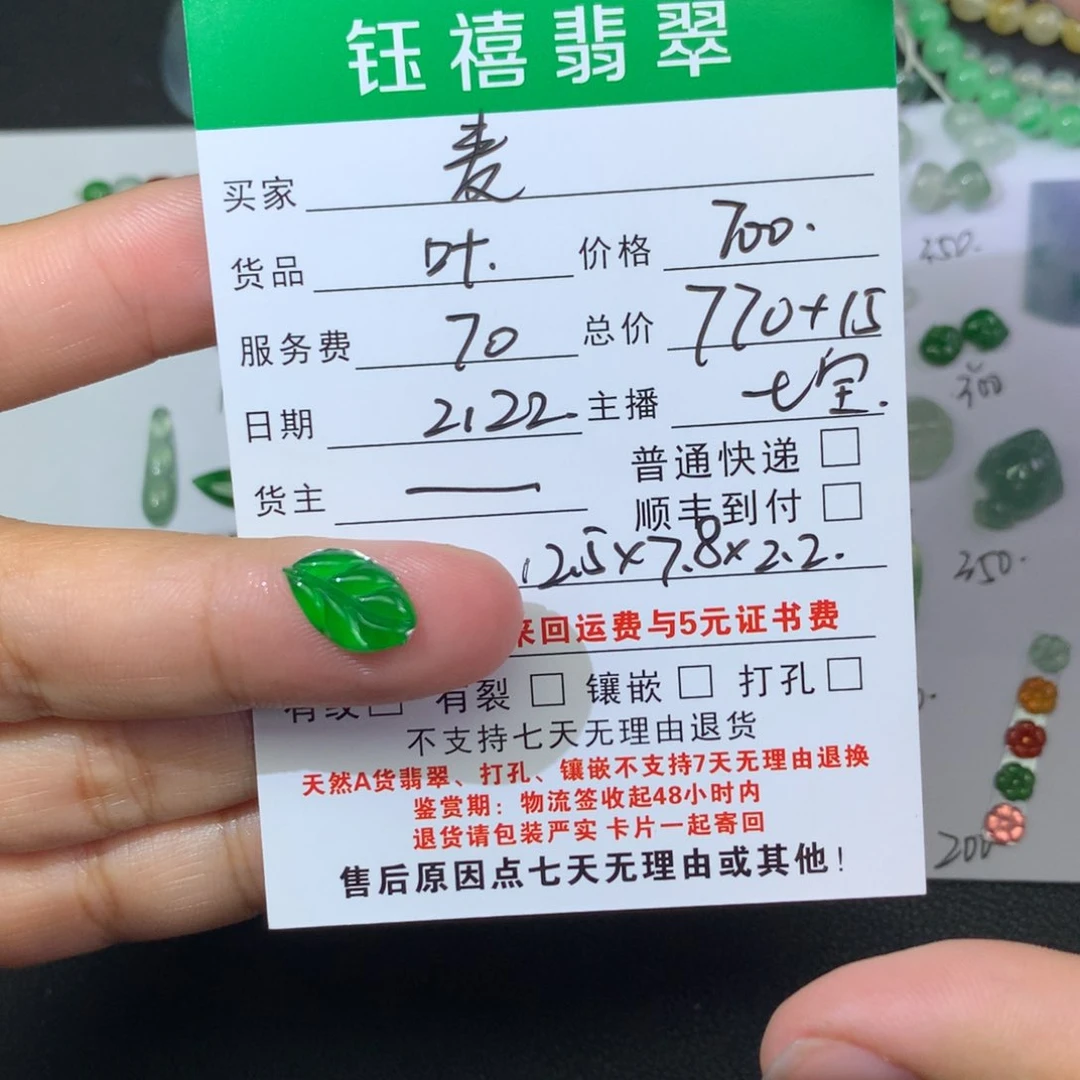 钰禧翡翠
买家 麦
货品 叶. 价格 700.
服务费 70 总价 770+15
日期 2.22. 主播 七宝.
普通快递 □
货主 —
顺丰到付 □
12.5×7.8×2.2.
来回运费与5元证书费
有纹□ 有裂 □ 镶嵌 □ 打孔 □
不支持七天无理由退货
天然A货翡翠、打孔、镶嵌不支持7天无理由退换
鉴赏期：物流签收起48小时内
退货请包装严实 卡片一起寄回
售后原因点七天无理由或其他！
350.
300
350.
200